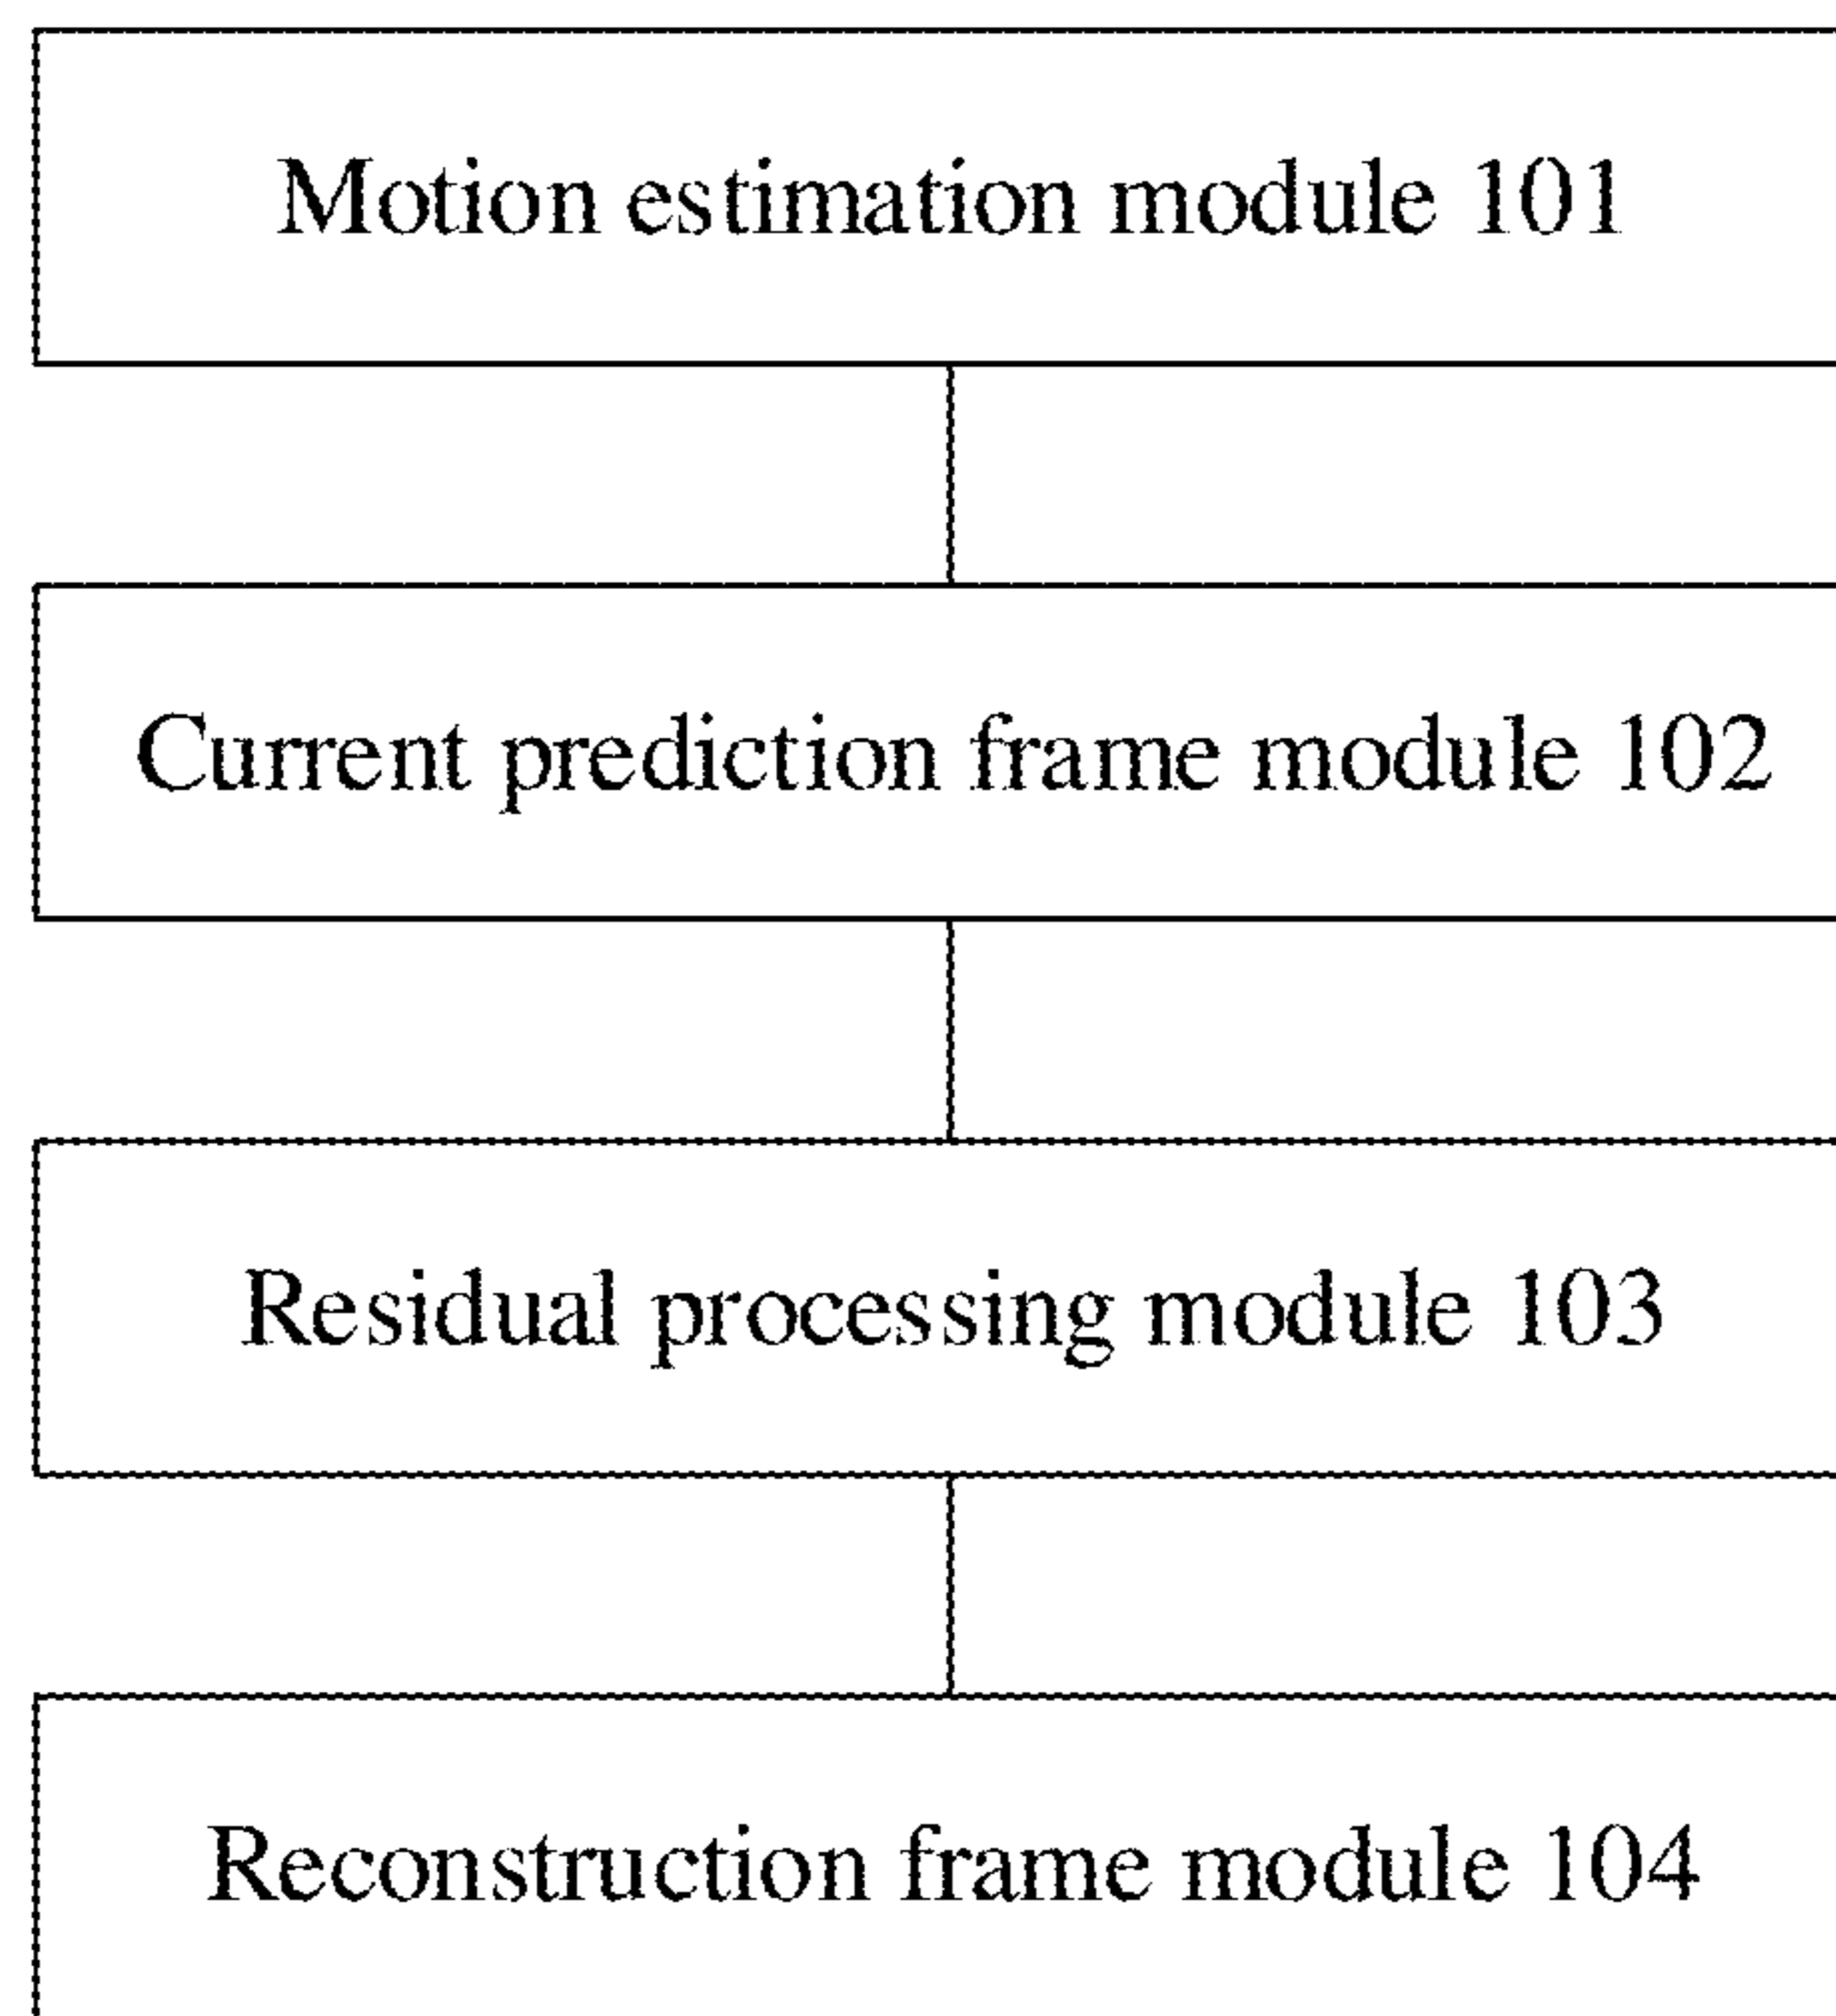 Motion estimation module 101
Current prediction frame module 102
Residual processing module 103
Reconstruction frame module 104